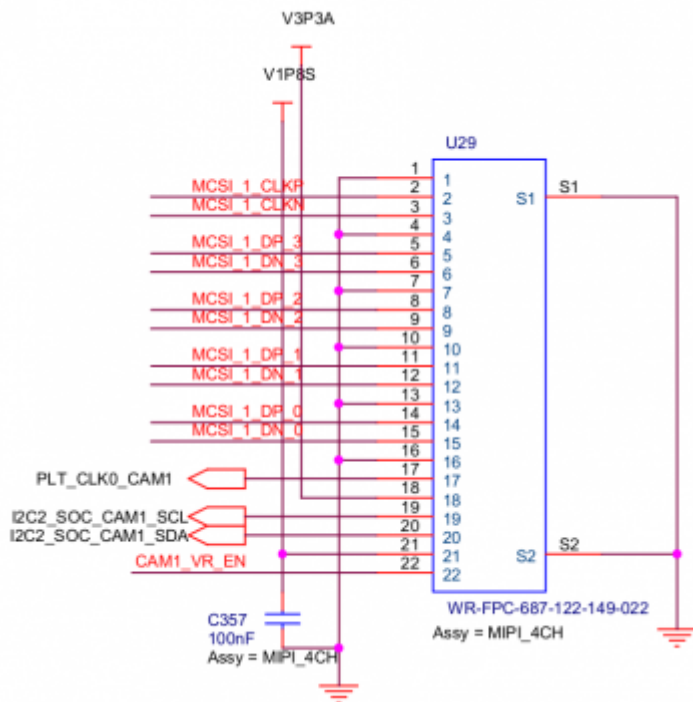 V3P3A
V1P8S
U29
1 1
MCSI_1_CLKP 2 2 S1 S1
MCSI_1_CLKN 3 3
4 4
MCSI_1_DP_3 5 5
MCSI_1_DN_3 6 6
7 7
MCSI_1_DP_2 8 8
MCSI_1_DN_2 9 9
10 10
MCSI_1_DP_1 11 11
MCSI_1_DN_1 12 12
13 13
MCSI_1_DP_0 14 14
MCSI_1_DN_0 15 15
16 16
PLT_CLK0_CAM1 17 17
18 18
I2C2_SOC_CAM1_SCL 19 19
I2C2_SOC_CAM1_SDA 20 20
21 21 S2 S2
CAM1_VR_EN 22 22
WR-FPC-687-122-149-022
Assy = MIPI_4CH
C357
100nF
Assy = MIPI_4CH